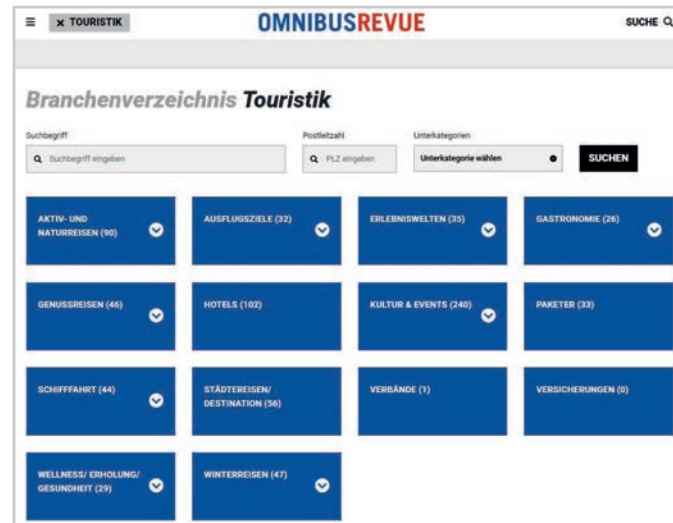 × TOURISTIK OMNIBUSREVUE SUCHE
Branchenverzeichnis Touristik
Suchbegriff Postleitzahl Unterkategorien
Suchbegriff eingeben PLZ eingeben Unterkategorie wählen SUCHEN
AKTIV- UND
NATURREISEN (90)
AUSFLUGSZIELE (32)
ERLEBNISWELTEN (35)
GASTRONOMIE (26)
GENUSSREISEN (46)
HOTELS (102)
KULTUR & EVENTS (240)
PAKETER (33)
SCHIFFFAHRT (44)
STÄDTEREISEN/
DESTINATION (56)
VERBÄNDE (1)
VERSICHERUNGEN (0)
WELLNESS/ ERHOLUNG/
GESUNDHEIT (29)
WINTERREISEN (47)